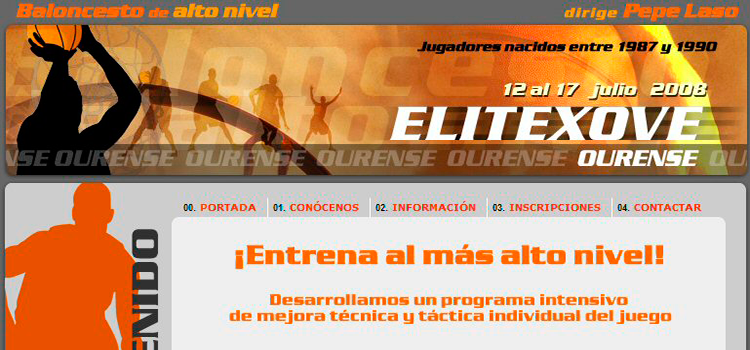 Baloncesto de alto nivel
dirige Pepe Laso
Jugadores nacidos entre 1987 y 1990
12 al 17 julio 2008
ELITEXOVE
NSE OURENSE OURENSE OURENSE OURENSE
00. PORTADA
01. CONÓCENOS
02. INFORMACIÓN
03. INSCRIPCIONES
04. CONTACTAR
ENIDO
¡Entrena al más alto nivel!
Desarrollamos un programa intensivo
de mejora técnica y táctica individual del juego